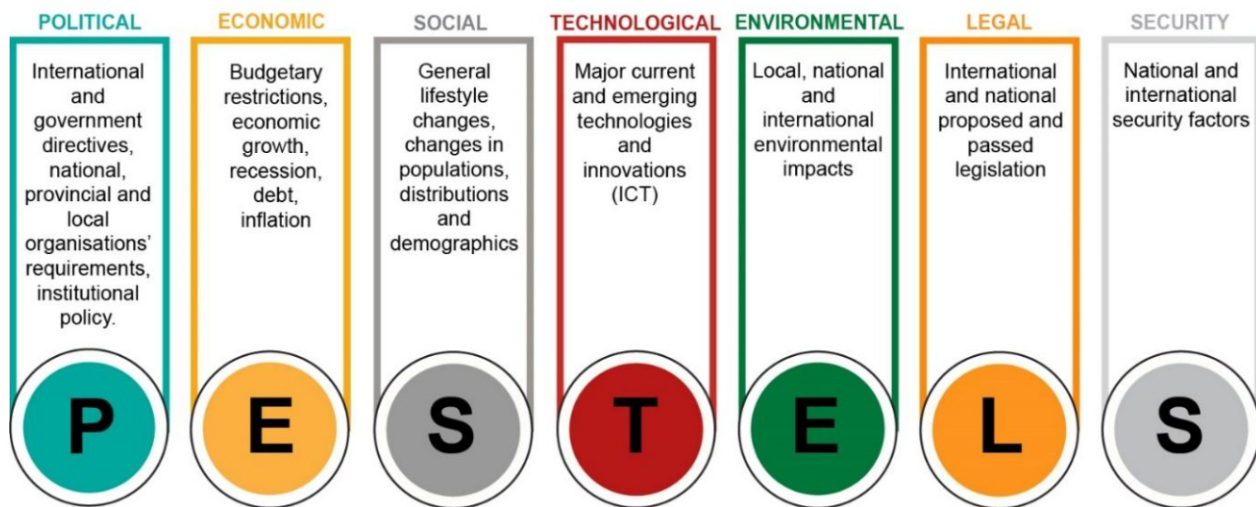 POLITICAL
International
and
government
directives,
national,
provincial and
local
organisations’
requirements,
institutional
policy.
P
ECONOMIC
Budgetary
restrictions,
economic
growth,
recession,
debt,
inflation
E
SOCIAL
General
lifestyle
changes,
changes in
populations,
distributions
and
demographics
S
TECHNOLOGICAL
Major current
and emerging
technologies
and
innovations
(ICT)
T
ENVIRONMENTAL
Local, national
and
international
environmental
impacts
E
LEGAL
International
and national
proposed and
passed
legislation
L
SECURITY
National and
international
security factors
S